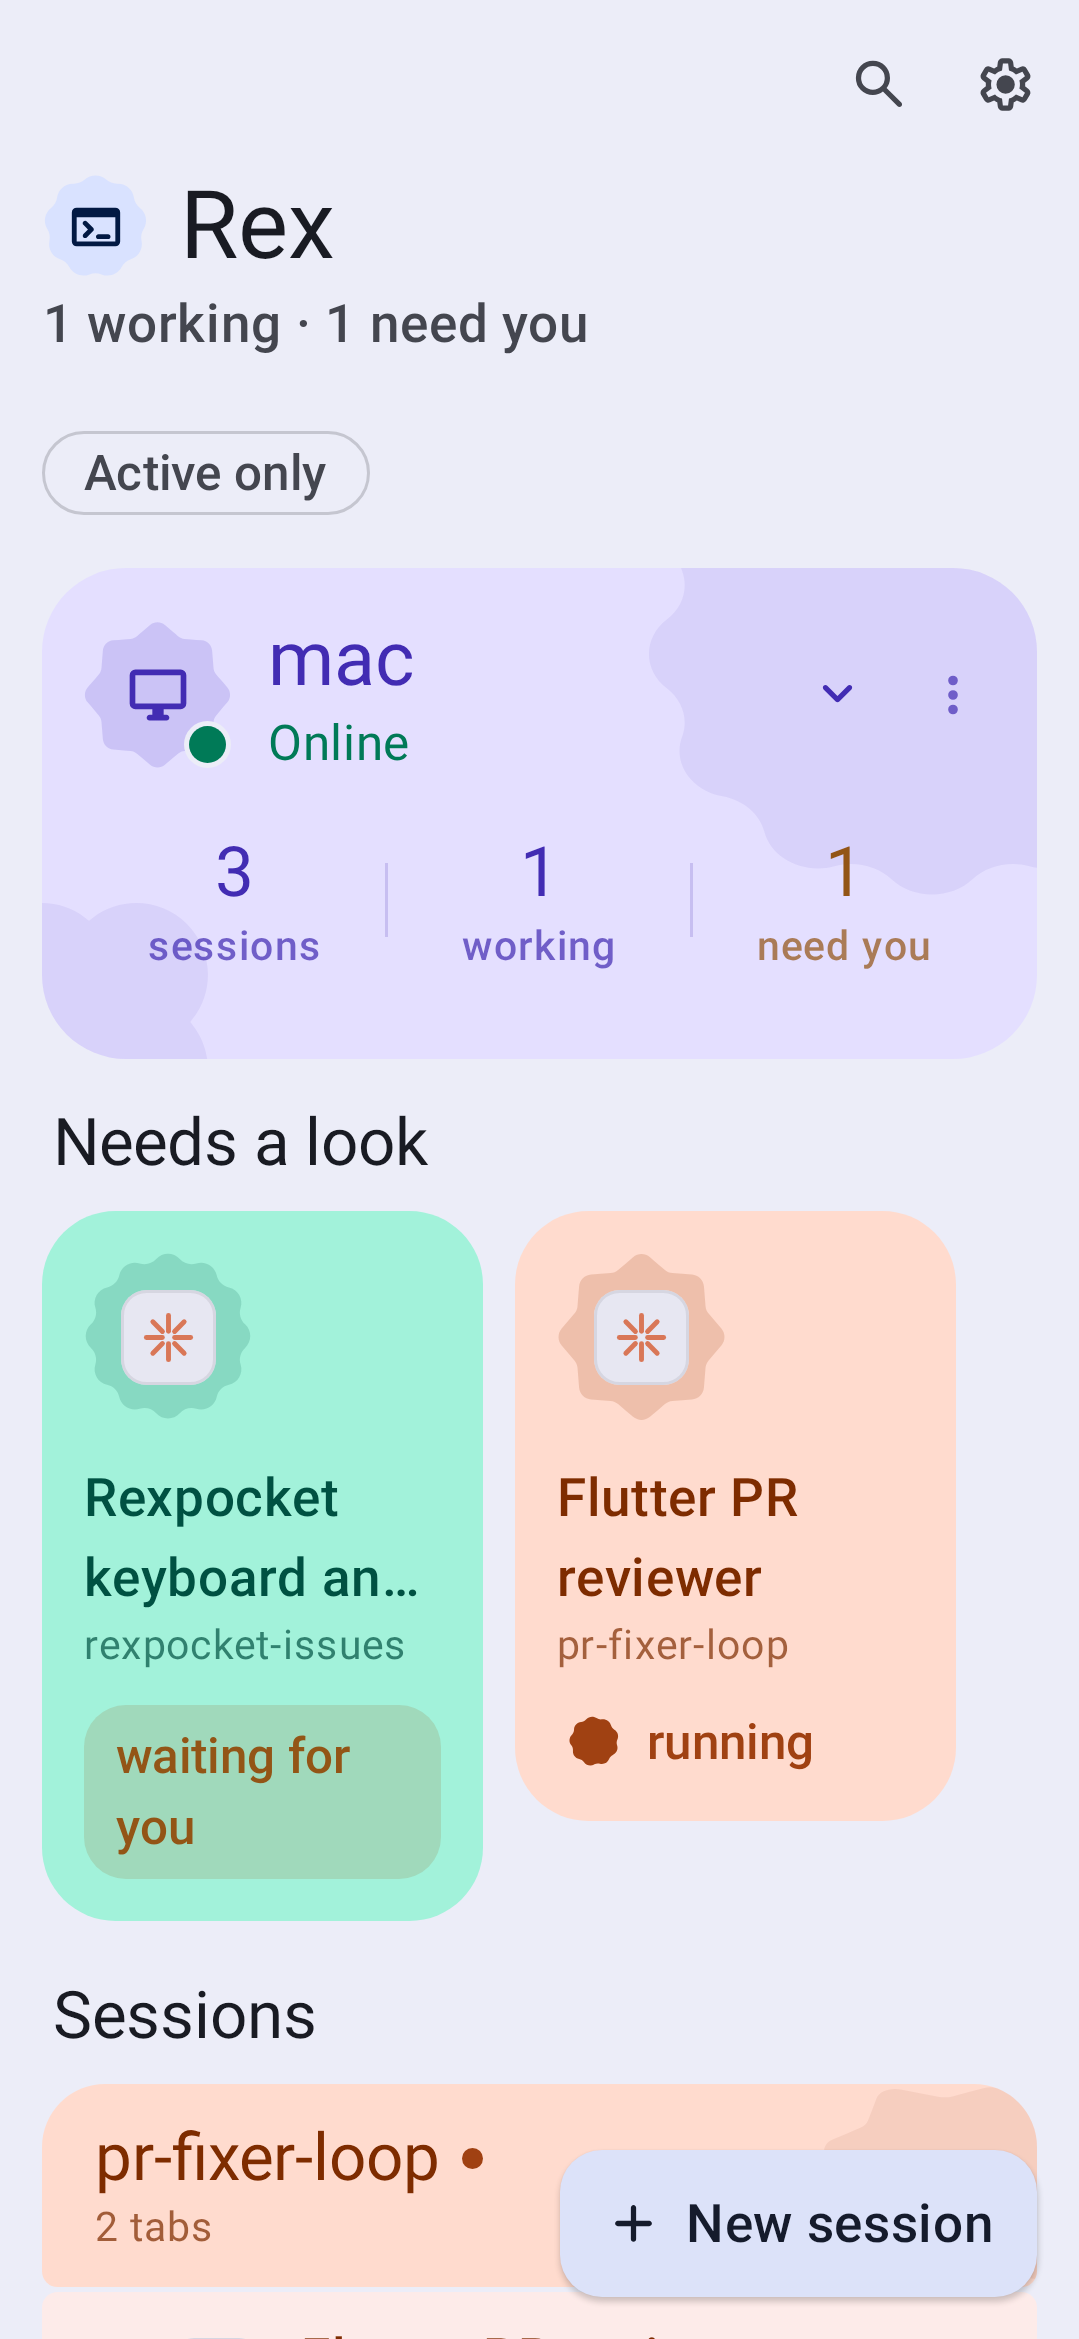 Rex
1 working · 1 need you
Active only
mac
Online
3
sessions
1
working
1
need you
Needs a look
Rexpocket
keyboard an…
rexpocket-issues
waiting for
you
Flutter PR
reviewer
pr-fixer-loop
running
Sessions
pr-fixer-loop
2 tabs
New session